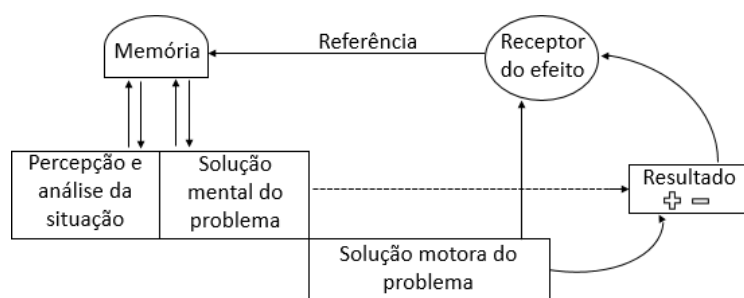 Memória
Referência
Receptor
do efeito
Percepção e
análise da
situação
Solução
mental do
problema
Resultado
+ −
Solução motora do
problema